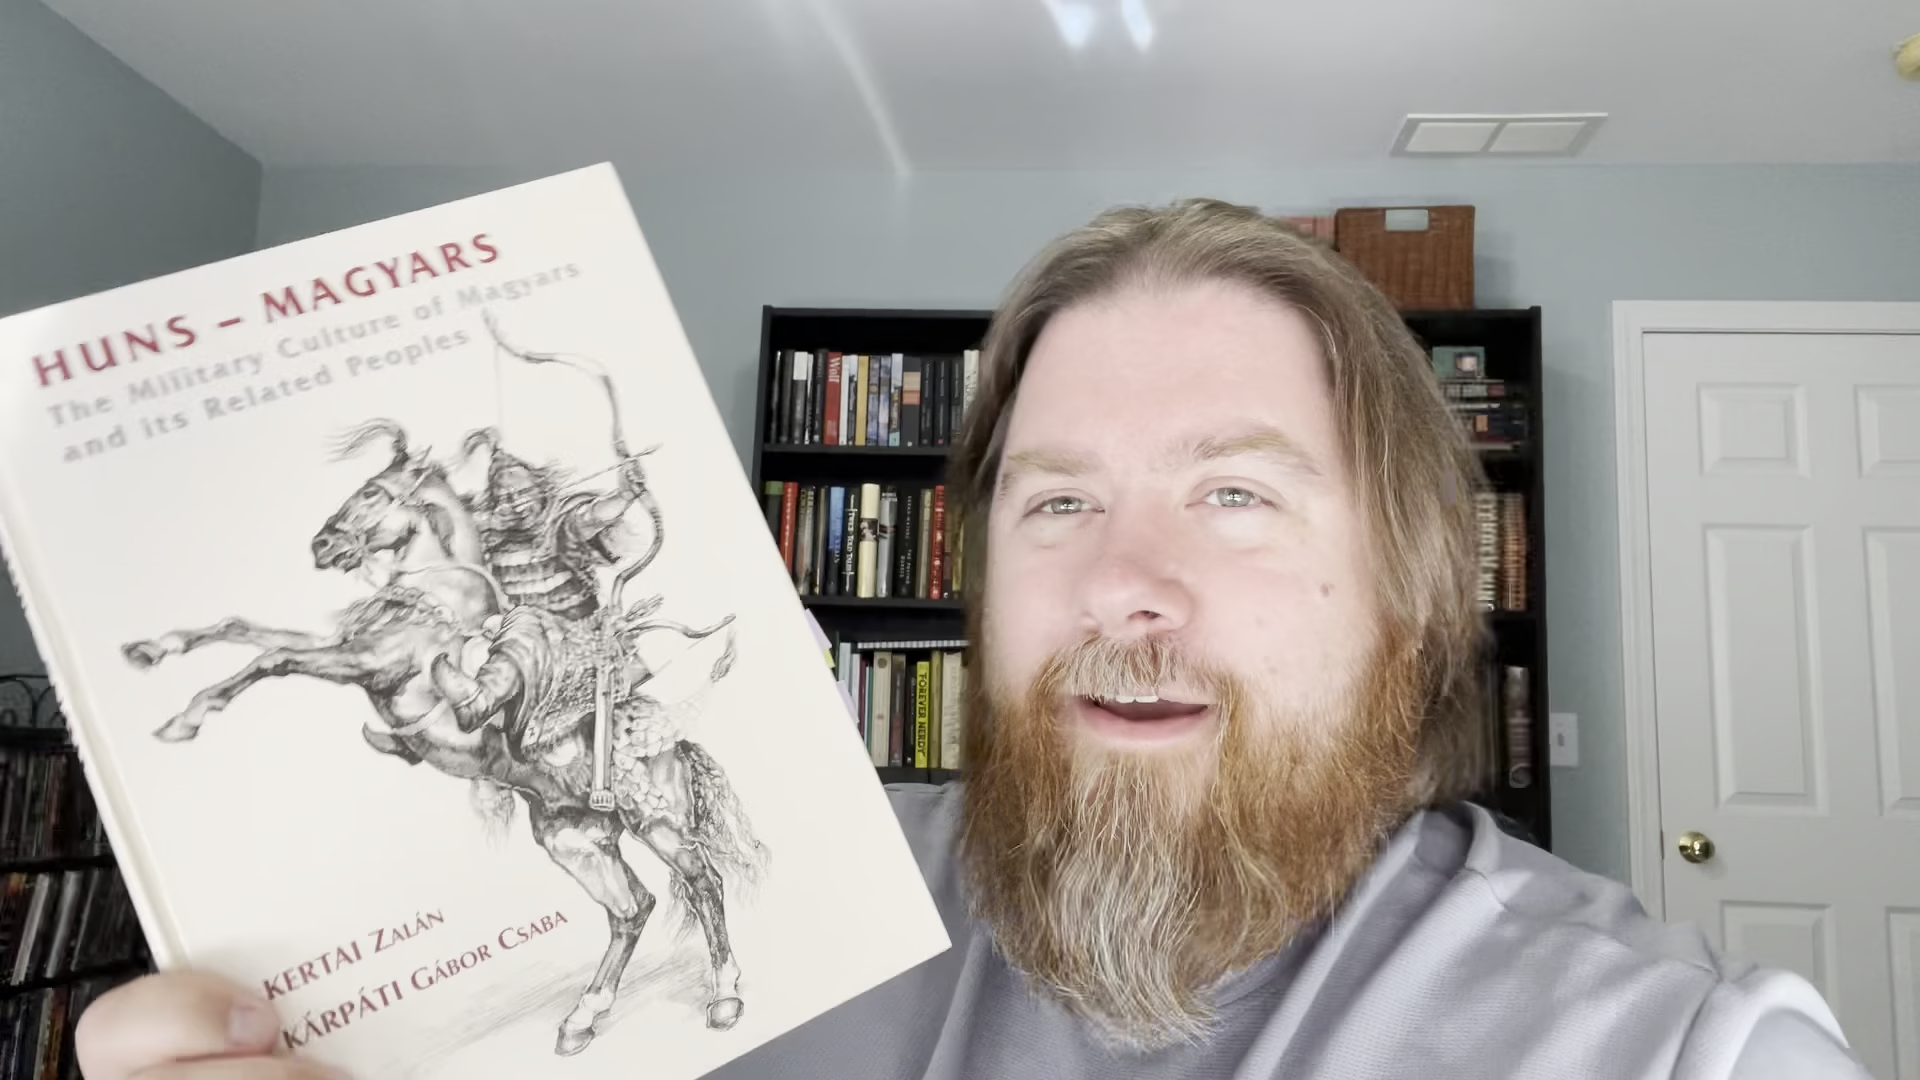 HUNS – MAGYARS
The Military Culture of Magyars
and its Related Peoples
KERTAI ZALÁN
KÁRPÁTI GÁBOR CSABA
Wolf
FOREVER NERDY